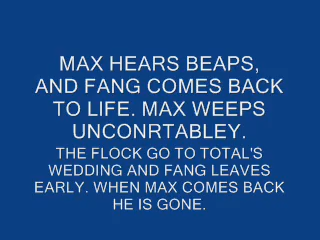 MAX HEARS BEAPS,
AND FANG COMES BACK
TO LIFE. MAX WEEPS
UNCONRTABLEY.
THE FLOCK GO TO TOTAL'S
WEDDING AND FANG LEAVES
EARLY. WHEN MAX COMES BACK
HE IS GONE.